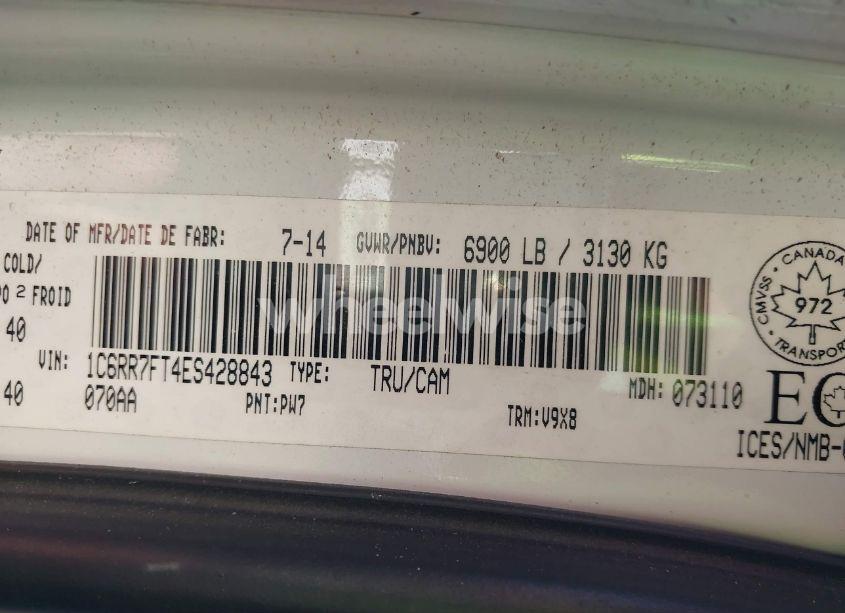 DATE OF MFR/DATE DE FABR: 7-14 GVWR/PNBV: 6900 LB / 3130 KG
COLD/
2 FROID
40
wheelwise
VIN: 1C6RR7FT4ES428843 TYPE: TRU/CAM MDH: 073110
40
070AA PNT:PW7 TRM:V9X8
CANADA
CMVSS
972
TRANSPORT
ICES/NMB-